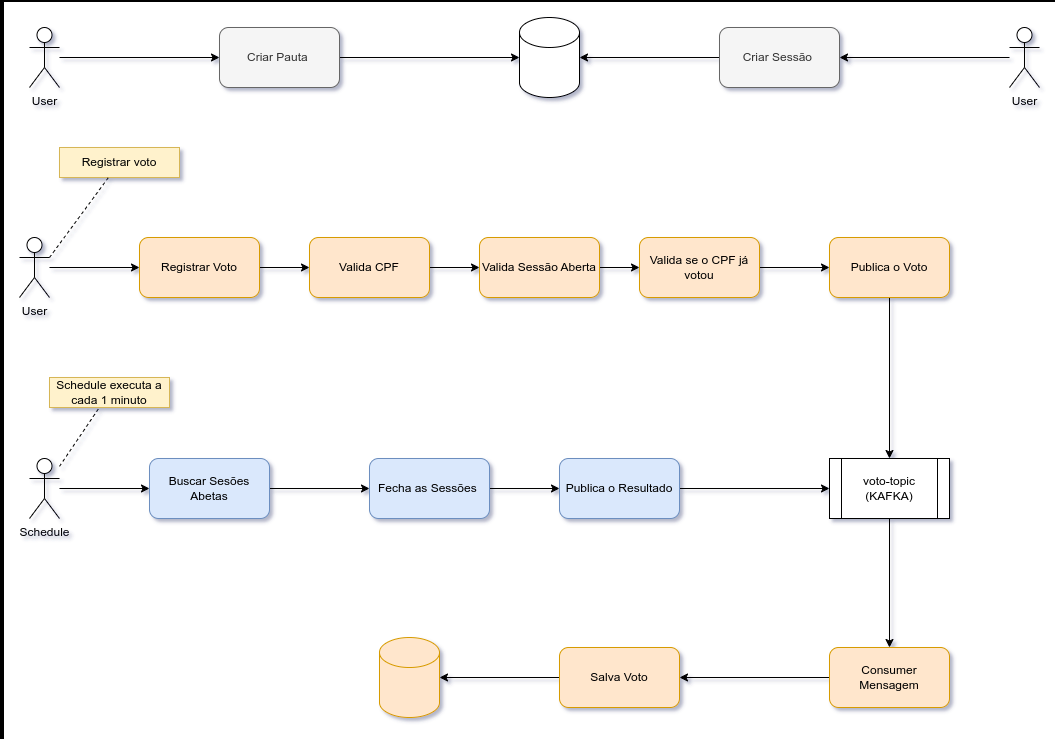 Criar Pauta
Criar Sessão
User
User
Registrar voto
Registrar Voto
Valida CPF
Valida Sessão Aberta
Valida se o CPF já
votou
Publica o Voto
User
Schedule executa a
cada 1 minuto
Buscar Sesões
Abetas
Fecha as Sessões
Publica o Resultado
voto-topic
(KAFKA)
Schedule
Salva Voto
Consumer
Mensagem